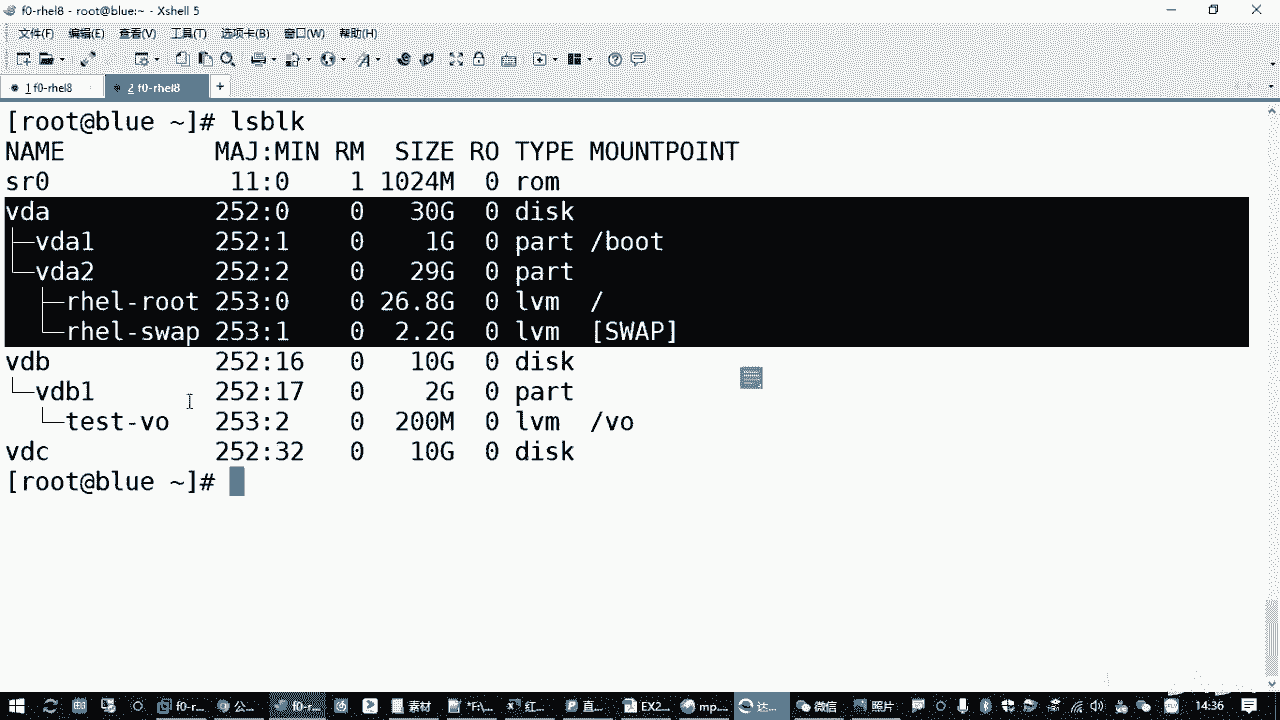 f0-rhel8 - root@blue:~ - Xshell 5
文件(F) 编辑(E) 查看(V) 工具(T) 选项卡(B) 窗口(W) 帮助(H)
1 f0-rhel8 2 f0-rhel8 +
[root@blue ~]# lsblk
NAME MAJ:MIN RM SIZE RO TYPE MOUNTPOINT
sr0 11:0 1 1024M 0 rom
vda 252:0 0 30G 0 disk
├─vda1 252:1 0 1G 0 part /boot
└─vda2 252:2 0 29G 0 part
├─rhel-root 253:0 0 26.8G 0 lvm /
└─rhel-swap 253:1 0 2.2G 0 lvm [SWAP]
vdb 252:16 0 10G 0 disk
└─vdb1 252:17 0 2G 0 part
└─test-vo 253:2 0 200M 0 lvm /vo
vdc 252:32 0 10G 0 disk
[root@blue ~]#
f0-r... 公... f0-r... 素材 *F:\... 红... 直... EX2... mp... 达... 微信 照片 14:36